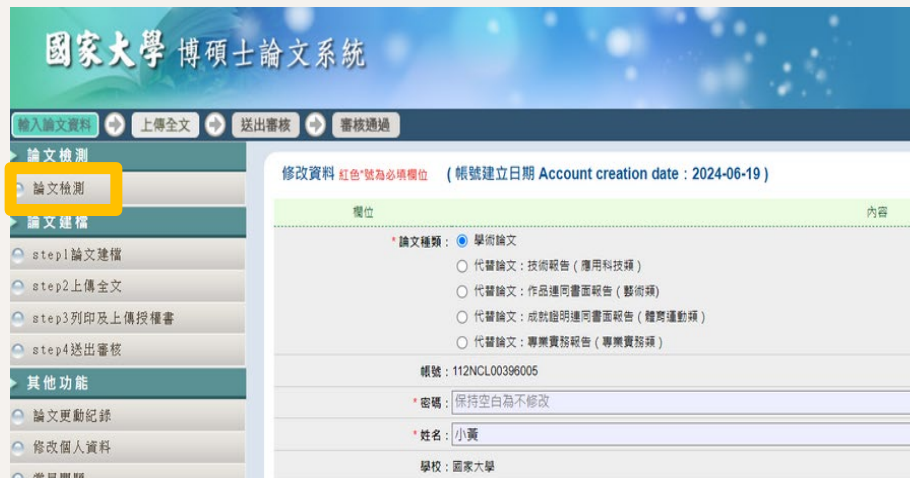 國家大學 博碩士論文系統
輸入論文資料 上傳全文 送出審核 審核通過
論文檢測
論文檢測
論文建檔
step1論文建檔
step2上傳全文
step3列印及上傳授權書
step4送出審核
其他功能
論文更動紀錄
修改個人資料
常見問題
修改資料 紅色*號為必填欄位 ( 帳號建立日期 Account creation date : 2024-06-19 )
欄位 內容
*論文種類 : 學術論文
代替論文 : 技術報告 ( 應用科技類 )
代替論文 : 作品連同書面報告 ( 藝術類)
代替論文 : 成就證明連同書面報告 ( 體育運動類 )
代替論文 : 專業實務報告 ( 專業實務類 )
帳號 : 112NCL00396005
*密碼 : 保持空白為不修改
*姓名 : 小黃
學校 : 國家大學